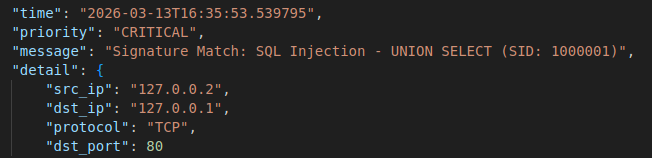 "time": "2026-03-13T16:35:53.539795",
"priority": "CRITICAL",
"message": "Signature Match: SQL Injection - UNION SELECT (SID: 1000001)",
"detail": {
    "src_ip": "127.0.0.2",
    "dst_ip": "127.0.0.1",
    "protocol": "TCP",
    "dst_port": 80